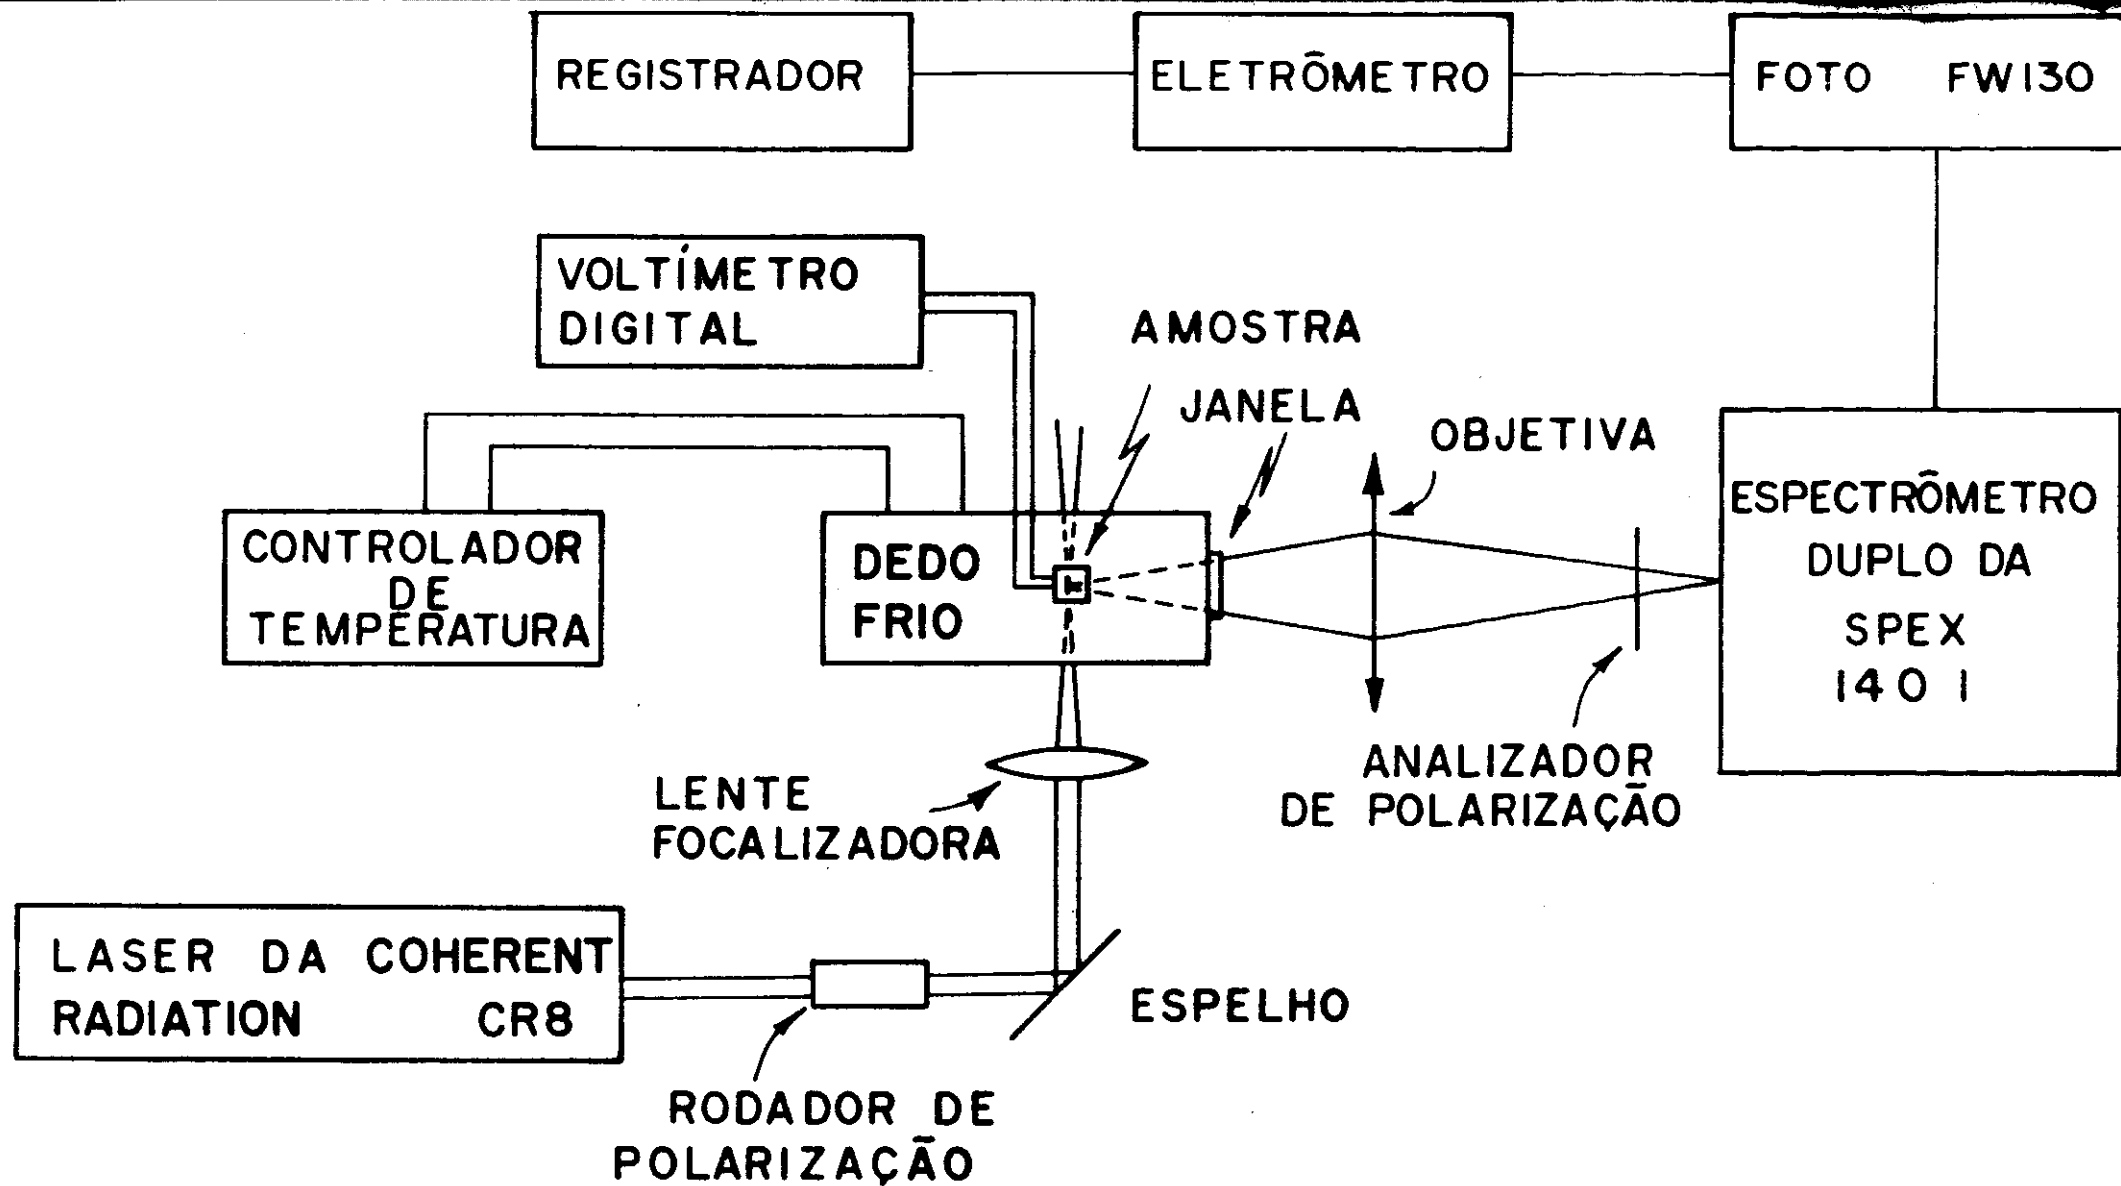 REGISTRADOR
ELETRÔMETRO
FOTO FW130
VOLTÍMETRO
DIGITAL
AMOSTRA
JANELA
OBJETIVA
CONTROLADOR
DE
TEMPERATURA
DEDO
FRIO
ESPECTRÔMETRO
DUPLO DA
SPEX
1401
LENTE
FOCALIZADORA
ANALIZADOR
DE POLARIZAÇÃO
LASER DA COHERENT
RADIATION CR8
ESPELHO
RODADOR DE
POLARIZAÇÃO